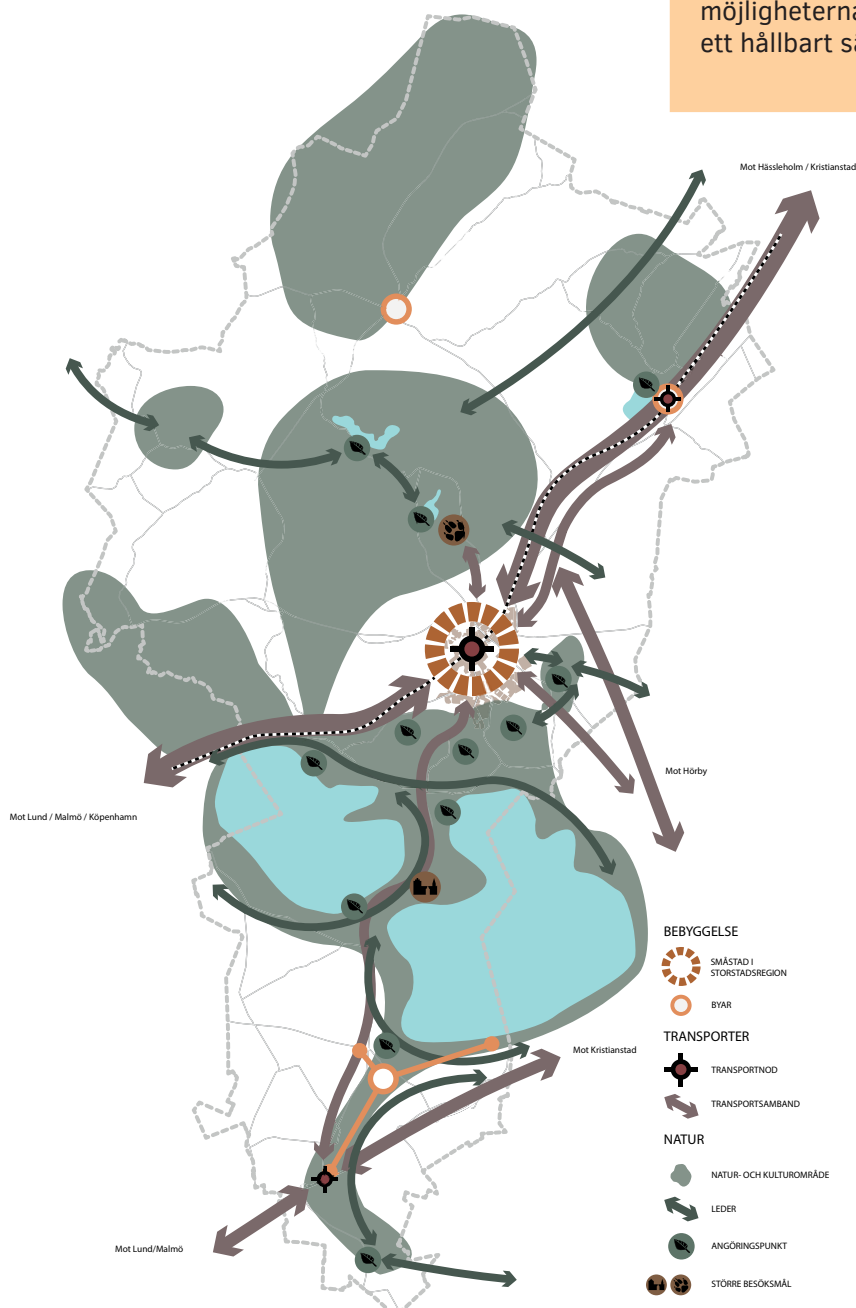 möjligheterna
ett hållbart
Mot Hässleholm / Kristianstad
Mot Hörby
Mot Lund / Malmö / Köpenhamn
BEBYGGELSE
SMÅSTAD I
STORSTADSREGION
BYAR
TRANSPORTER
Mot Kristianstad
TRANSPORTNOD
TRANSPORTSAMBAND
NATUR
NATUR- OCH KULTUROMRÅDE
LEDER
ANGÖRINGSPUNKT
Mot Lund/Malmö
STÖRRE BESÖKSMÅL